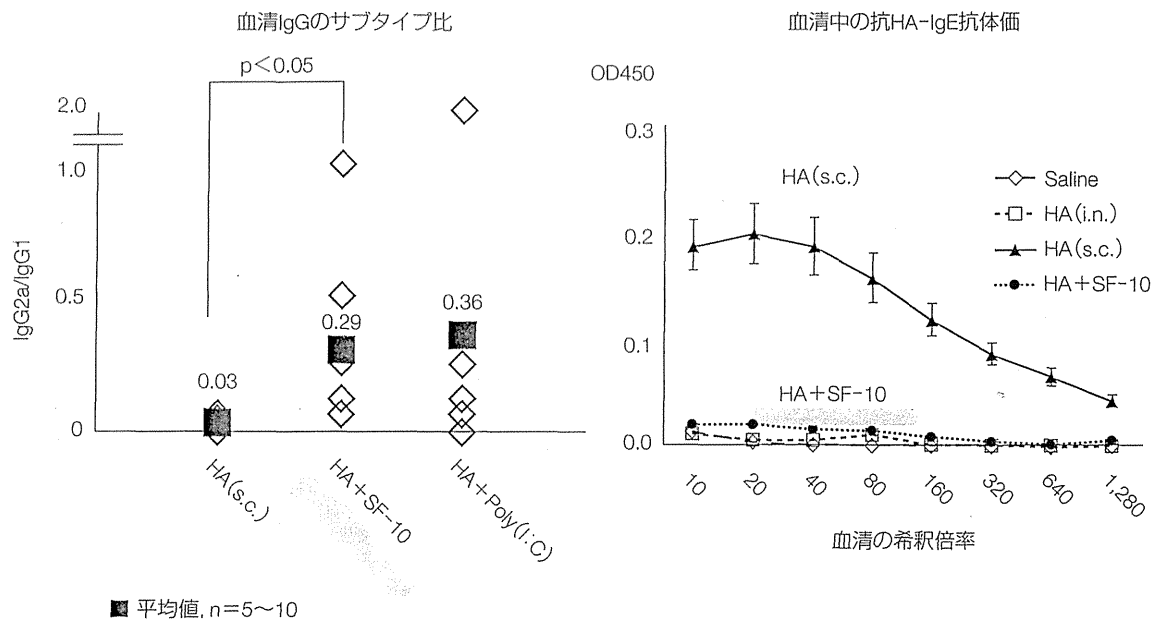 血清IgGのサブタイプ比
p<0.05
2.0
1.0
0.5
0
IgG2a/IgG1
0.03
0.29
0.36
HA(s.c.)
HA+SF-10
HA+Poly(I:C)
平均値, n=5〜10
血清中の抗HA-IgE抗体価
OD450
0.3
0.2
0.1
0.0
HA(s.c.)
HA+SF-10
Saline
HA(i.n.)
HA(s.c.)
HA+SF-10
10
20
40
80
160
320
640
1,280
血清の希釈倍率